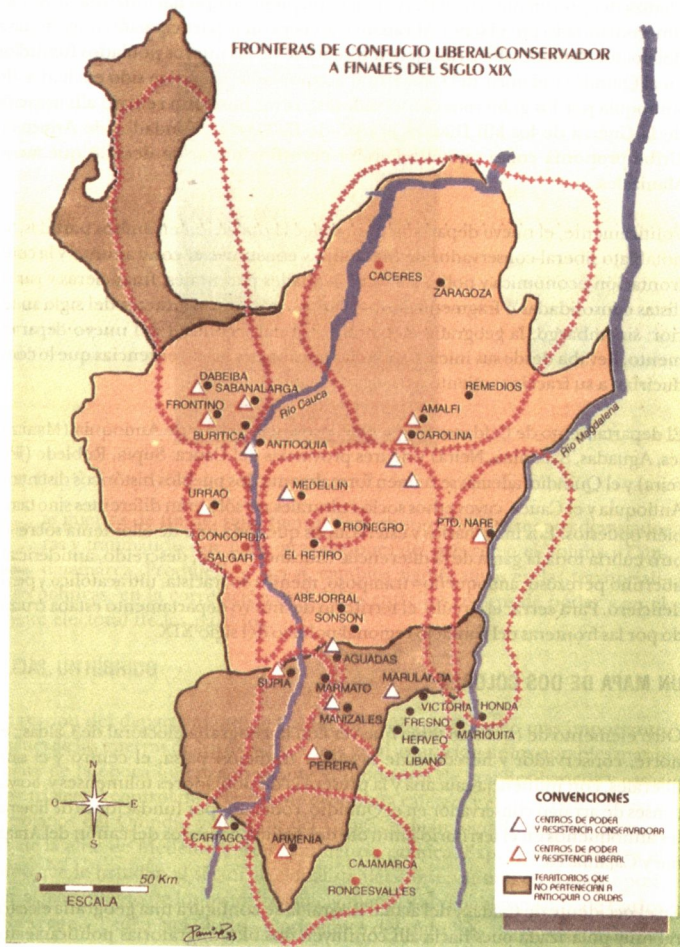 FRONTERAS DE CONFLICTO LIBERAL-CONSERVADOR
A FINALES DEL SIGLO XIX
CACERES
ZARAGOZA
DABEIBA
SABANALARGA
Río Cauca
REMEDIOS
FRONTINO
AMALFI
BURITICA
CAROLINA
ANTIOQUIA
Río Magdalena
MEDELLIN
URRAO
RIONEGRO
PTO. NARE
CONCORDIA
EL RETIRO
SALGAR
ABEJORRAL
SONSON
AGUADAS
SUPIA
MARMATO
MARULANDA
MANIZALES
VICTORIA
HONDA
FRESNO
MARIQUITA
HERVEO
LIBANO
PEREIRA
CARTAGO
ARMENIA
CAJAMARCA
RONCESVALLES
N
O
E
S
0
50 Km
ESCALA
CONVENCIONES
CENTROS DE PODER
Y RESISTENCIA CONSERVADORA
CENTROS DE PODER
Y RESISTENCIA LIBERAL
TERRITORIOS QUE
NO PERTENECIAN A
ANTIOQUIA O CALDAS